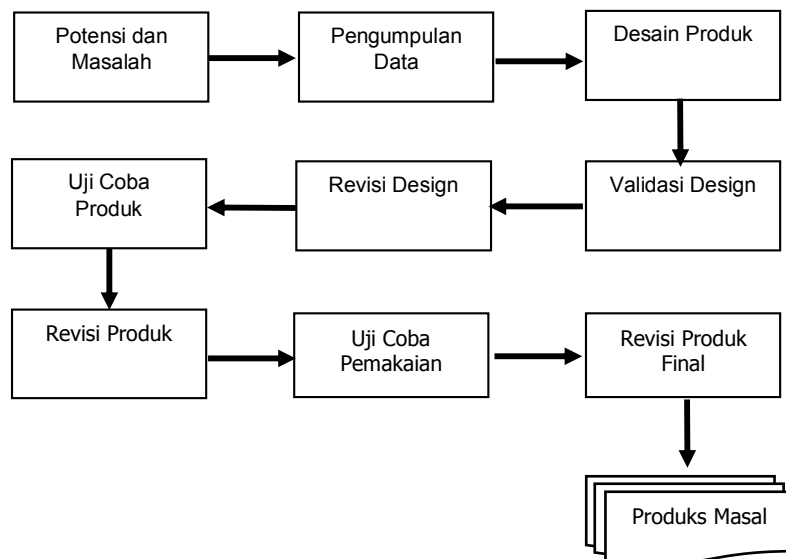 Potensi dan
Masalah
Pengumpulan
Data
Desain Produk
Validasi Design
Revisi Design
Uji Coba
Produk
Revisi Produk
Uji Coba
Pemakaian
Revisi Produk
Final
Produks Masal